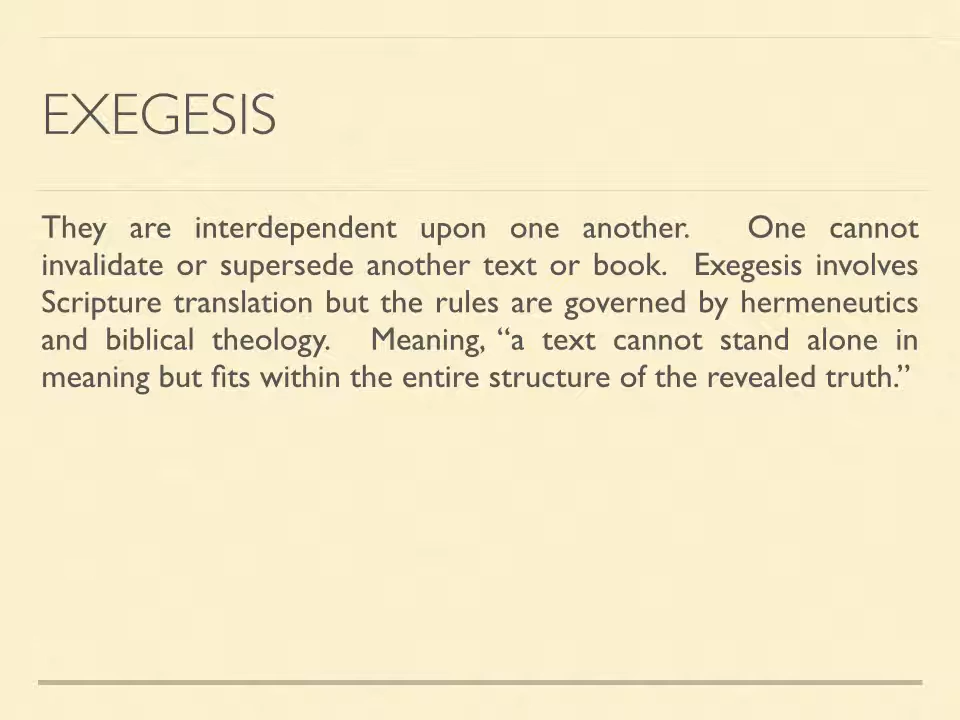 EXEGESIS
They are interdependent upon one another. One cannot
invalidate or supersede another text or book. Exegesis involves
Scripture translation but the rules are governed by hermeneutics
and biblical theology. Meaning, “a text cannot stand alone in
meaning but fits within the entire structure of the revealed truth.”